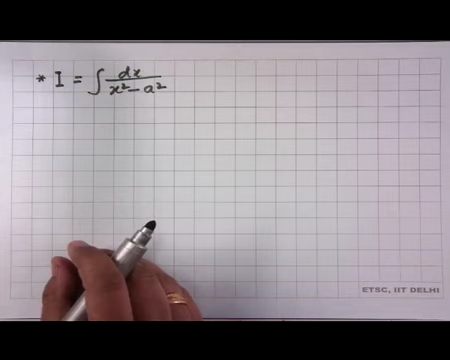 * I = ∫ dx / x² - a²
ETSC, IIT DELHI